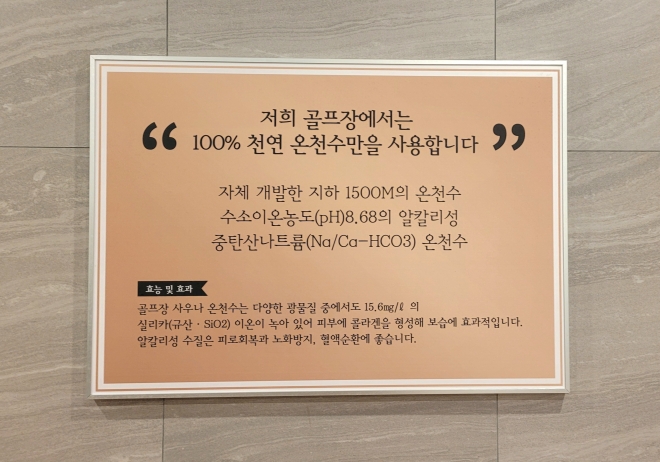 저희 골프장에서는
100% 천연 온천수만을 사용합니다
자체 개발한 지하 1500M의 온천수
수소이온농도(pH)8.68의 알칼리성
중탄산나트륨(Na/Ca-HCO3) 온천수
효능 및 효과
골프장 사우나 온천수는 다양한 광물질 중에서도 15.6㎎/ℓ 의
실리카(규산 · SiO2) 이온이 녹아 있어 피부에 콜라겐을 형성해 보습에 효과적입니다.
알칼리성 수질은 피로회복과 노화방지, 혈액순환에 좋습니다.